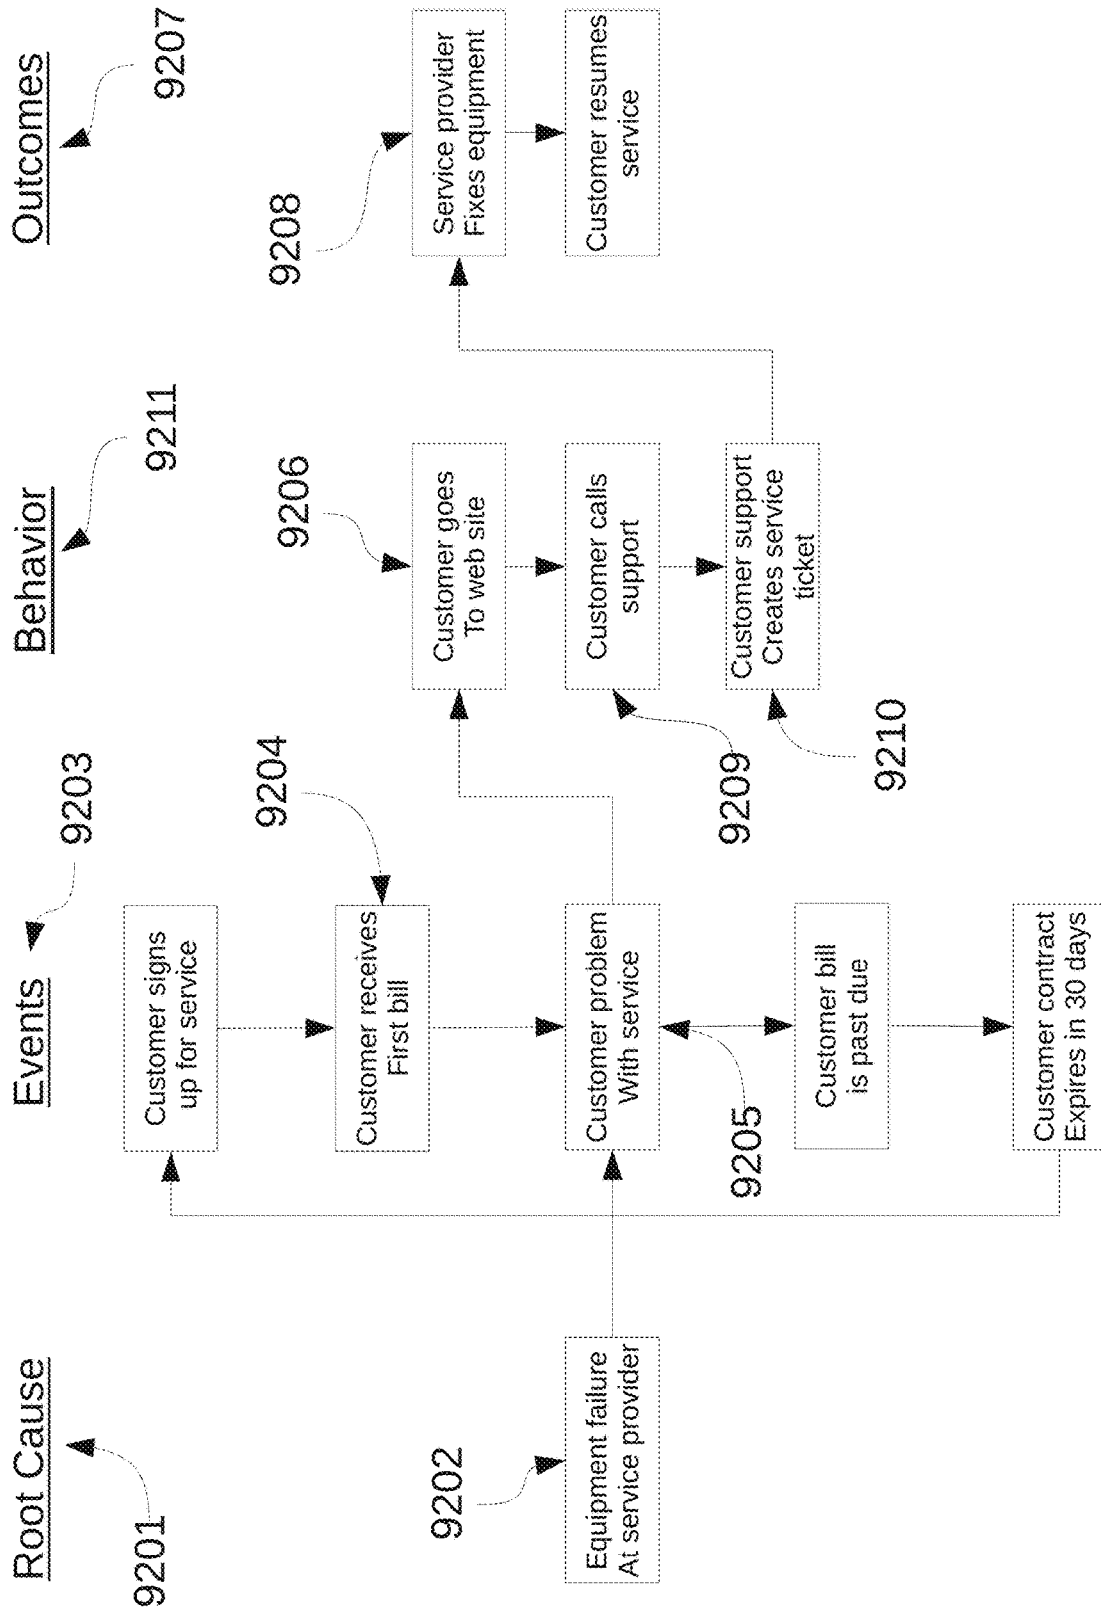 Root Cause
9201
9202
Equipment failure
At service provider
Events
9203
Customer signs
up for service
9204
Customer receives
First bill
Customer problem
With service
9205
Customer bill
is past due
Customer contract
Expires in 30 days
Behavior
9211
9206
Customer goes
To web site
Customer calls
support
9209
Customer support
Creates service
ticket
9210
Outcomes
9207
9208
Service provider
Fixes equipment
Customer resumes
service